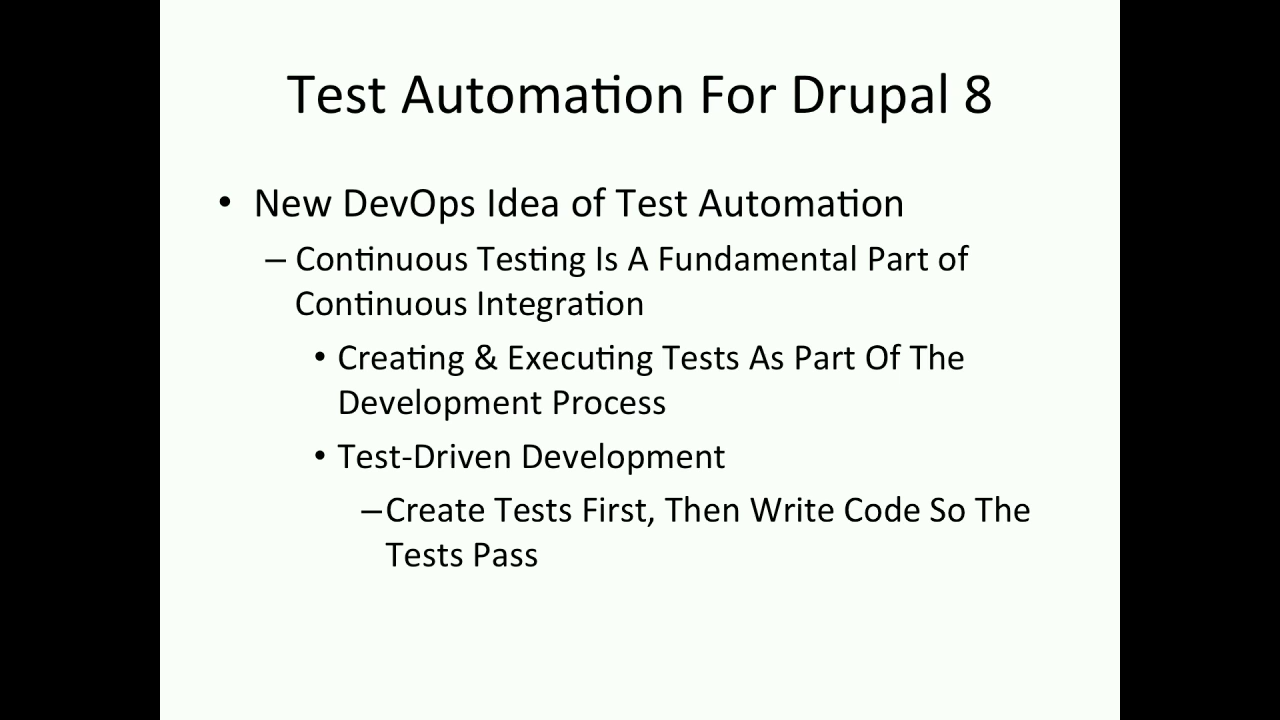 Test Automation For Drupal 8
• New DevOps Idea of Test Automation
– Continuous Testing Is A Fundamental Part of
Continuous Integration
• Creating & Executing Tests As Part Of The
Development Process
• Test-Driven Development
–Create Tests First, Then Write Code So The
Tests Pass